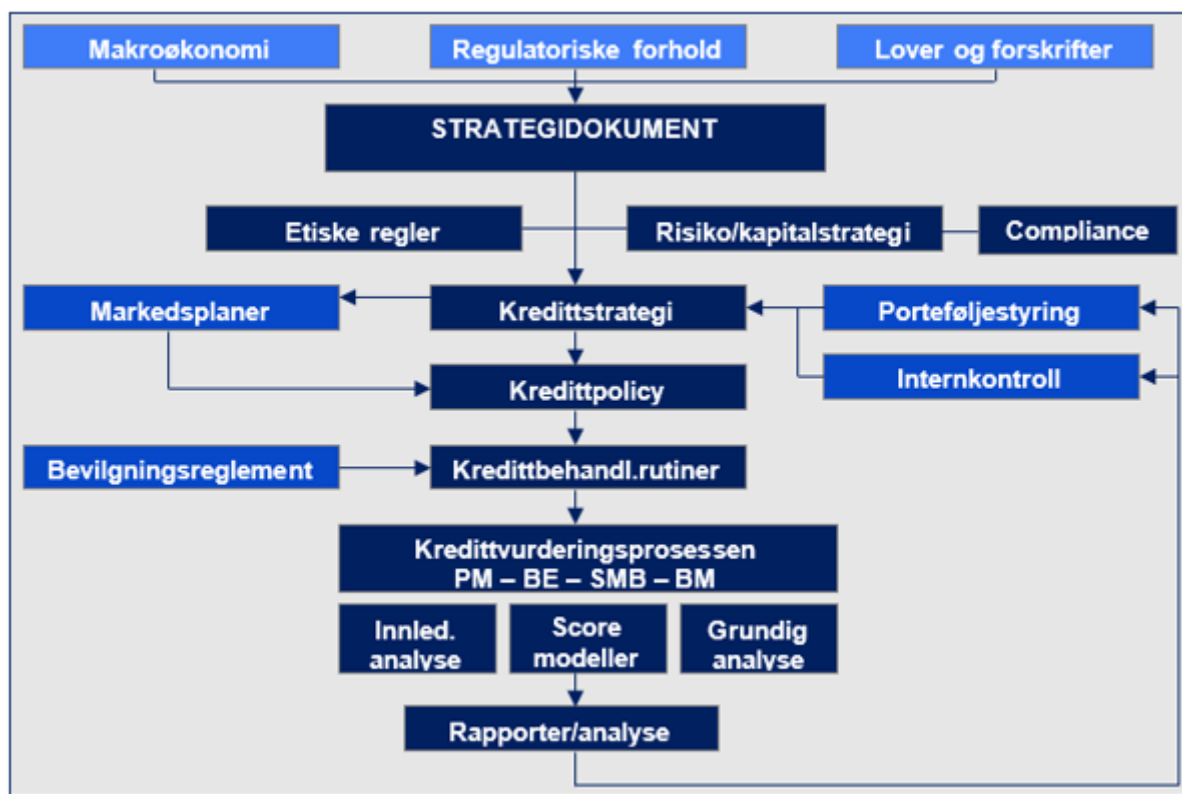 Makroøkonomi
Regulatoriske forhold
Lover og forskrifter
STRATEGIDOKUMENT
Etiske regler
Risiko/kapitalstrategi
Compliance
Markedsplaner
Kredittstrategi
Porteføljestyring
Internkontroll
Kredittpolicy
Bevilgningsreglement
Kredittbehandl.rutiner
Kredittvurderingsprosessen
PM – BE – SMB – BM
Innled.
analyse
Score
modeller
Grundig
analyse
Rapporter/analyse